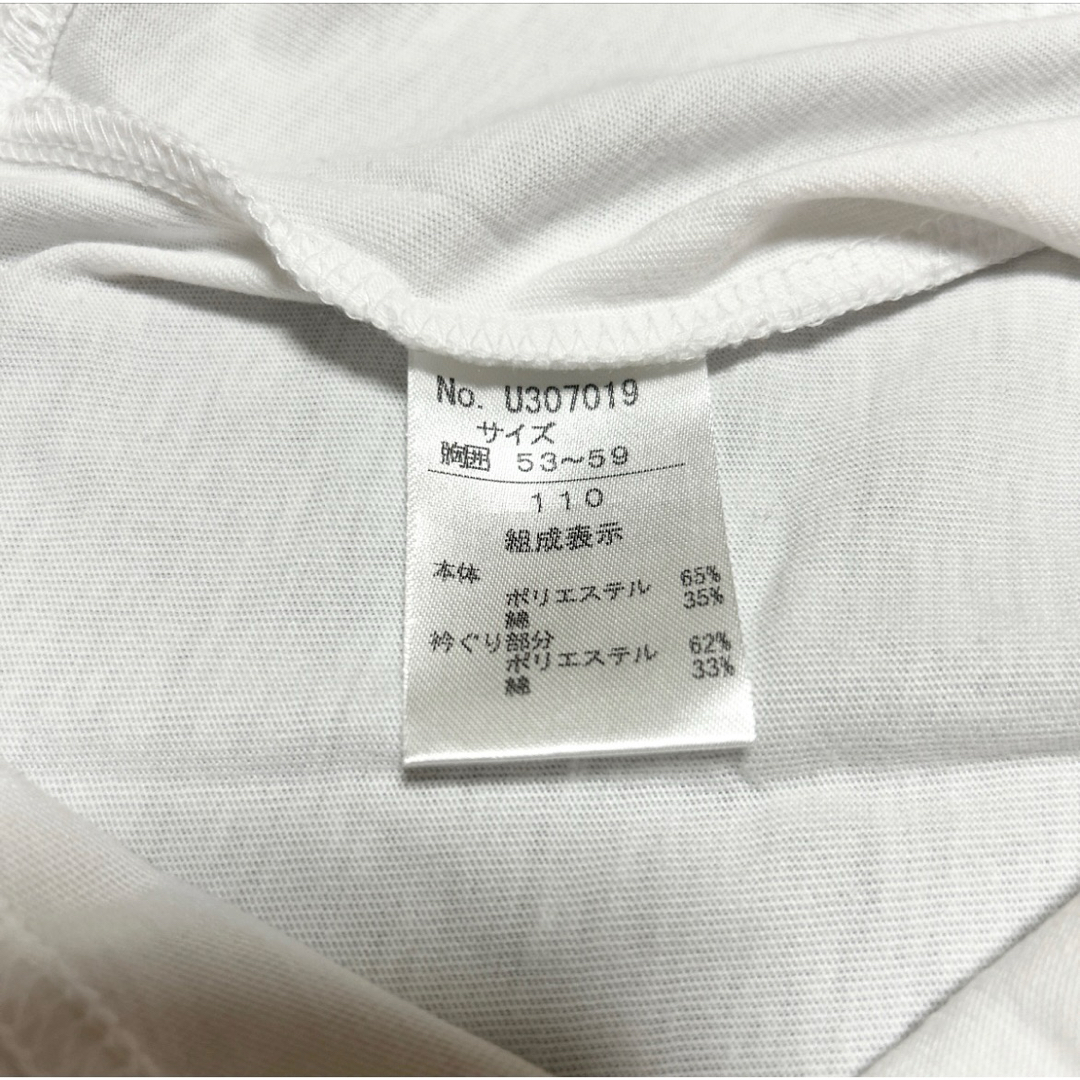 No. U307019
サイズ
胸囲 53～59
110
組成表示
本体
ポリエステル 65%
綿 35%
衿ぐり部分
ポリエステル 62%
綿 33%